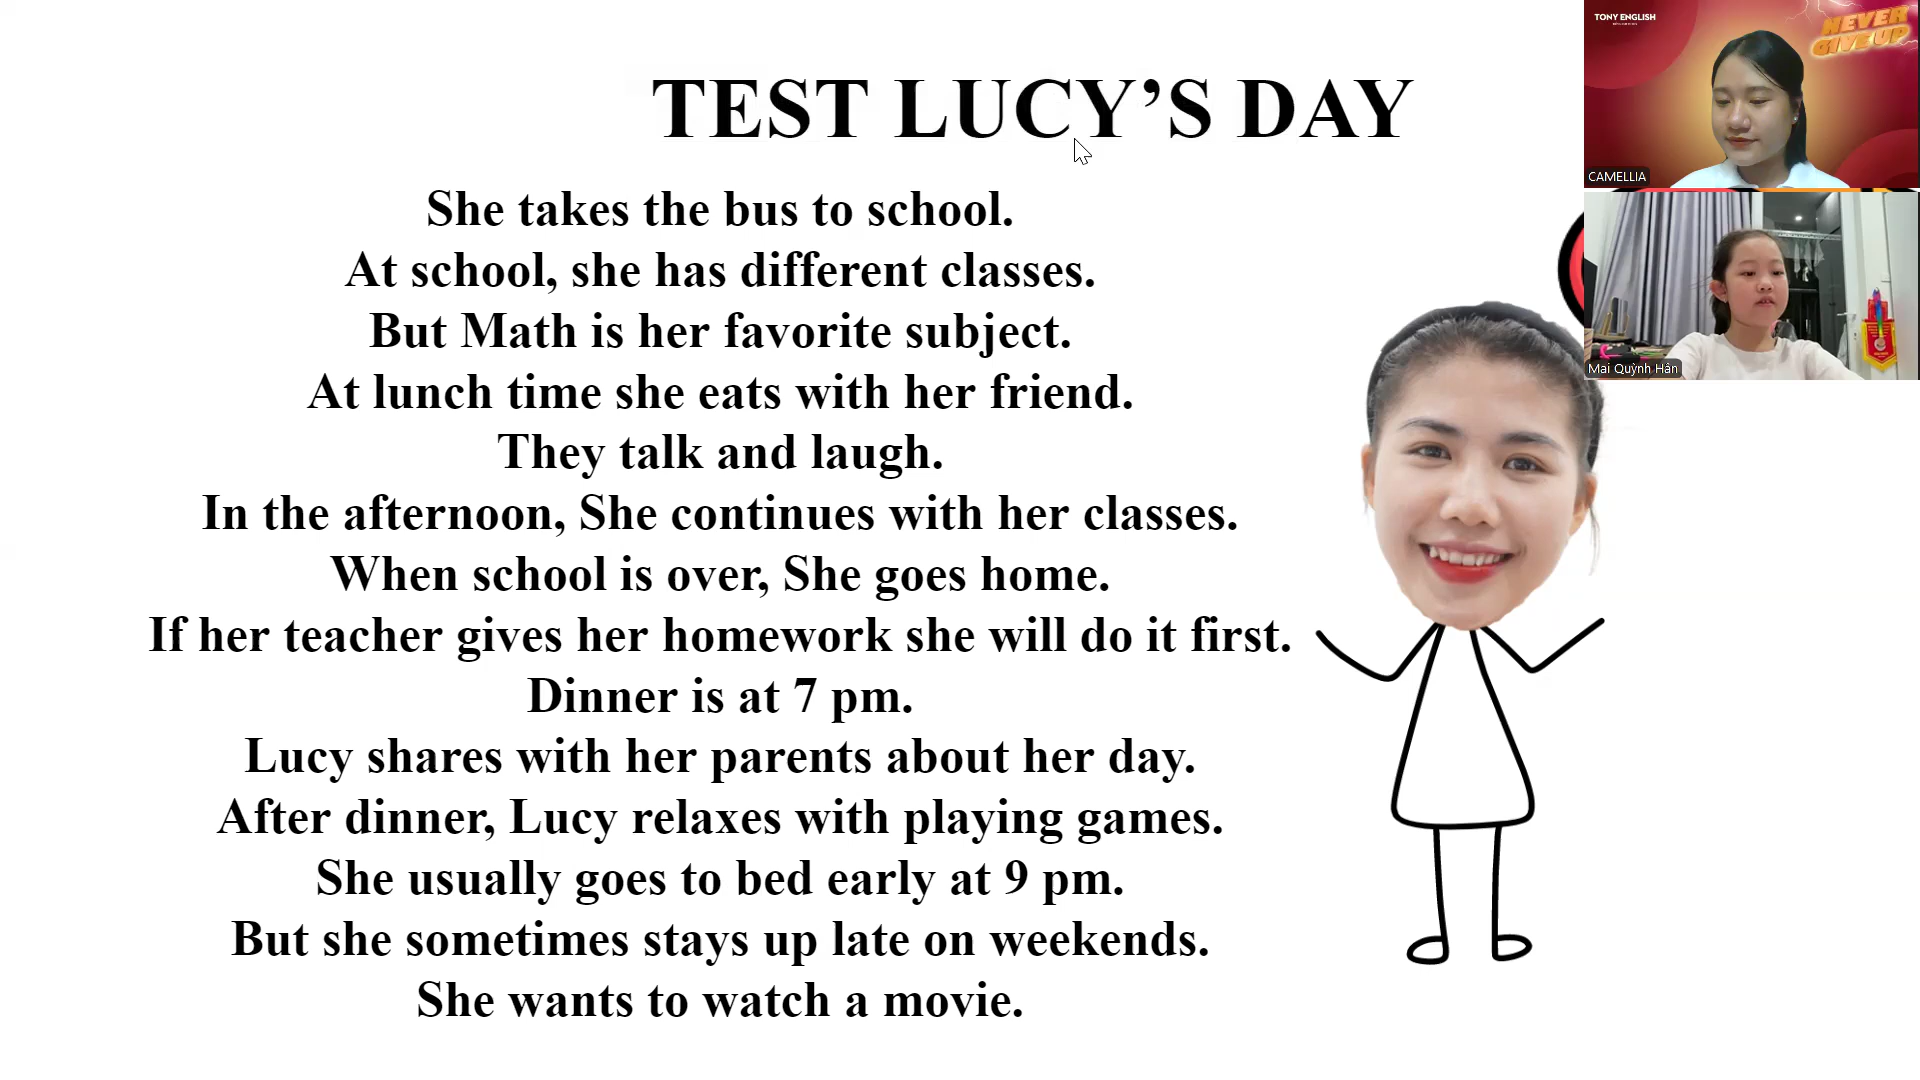 TEST LUCY’S DAY
She takes the bus to school.
At school, she has different classes.
But Math is her favorite subject.
At lunch time she eats with her friend.
They talk and laugh.
In the afternoon, She continues with her classes.
When school is over, She goes home.
If her teacher gives her homework she will do it first.
Dinner is at 7 pm.
Lucy shares with her parents about her day.
After dinner, Lucy relaxes with playing games.
She usually goes to bed early at 9 pm.
But she sometimes stays up late on weekends.
She wants to watch a movie.
TONY ENGLISH
NEVER
GIVE UP
CAMELLIA
Mai Quỳnh Hân